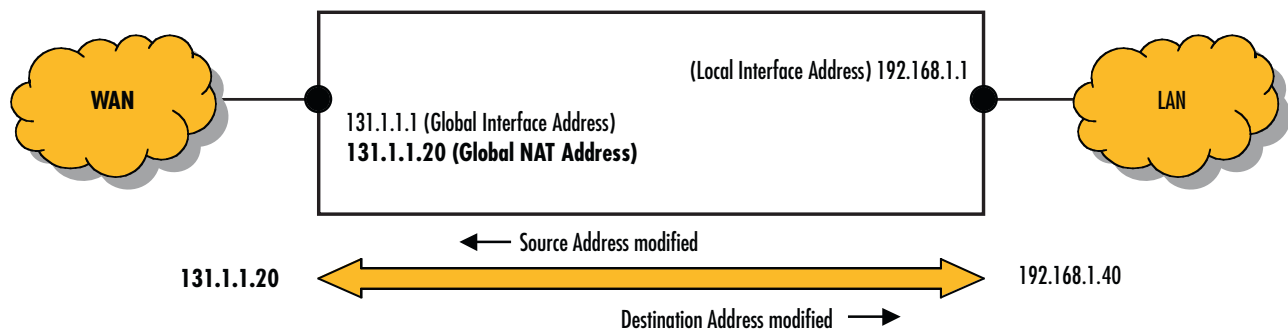 WAN
(Local Interface Address) 192.168.1.1
LAN
131.1.1.1 (Global Interface Address)
131.1.1.20 (Global NAT Address)
Source Address modified
131.1.1.20
192.168.1.40
Destination Address modified